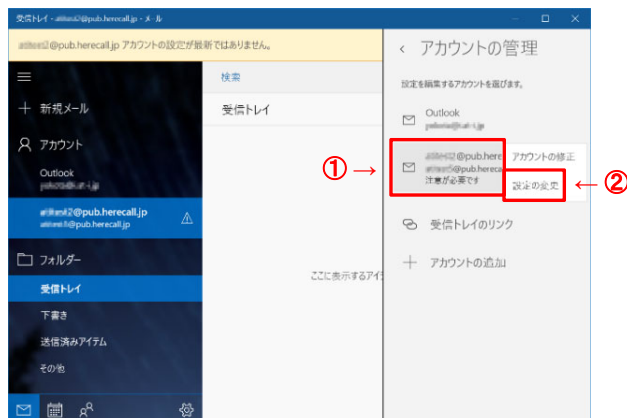 受信トレイ - @pub.herecall.jp - メール
@pub.herecall.jp アカウントの設定が最新ではありません。
検索
受信トレイ
ここに表示するアイ
新規メール
アカウント
Outlook
@pub.herecall.jp
@pub.herecall.jp
フォルダー
受信トレイ
下書き
送信済みアイテム
その他
アカウントの管理
設定を編集するアカウントを選びます。
Outlook
@pub.here
@pub.hereca
注意が必要です
アカウントの修正
設定の変更
受信トレイのリンク
アカウントの追加
①→
←②